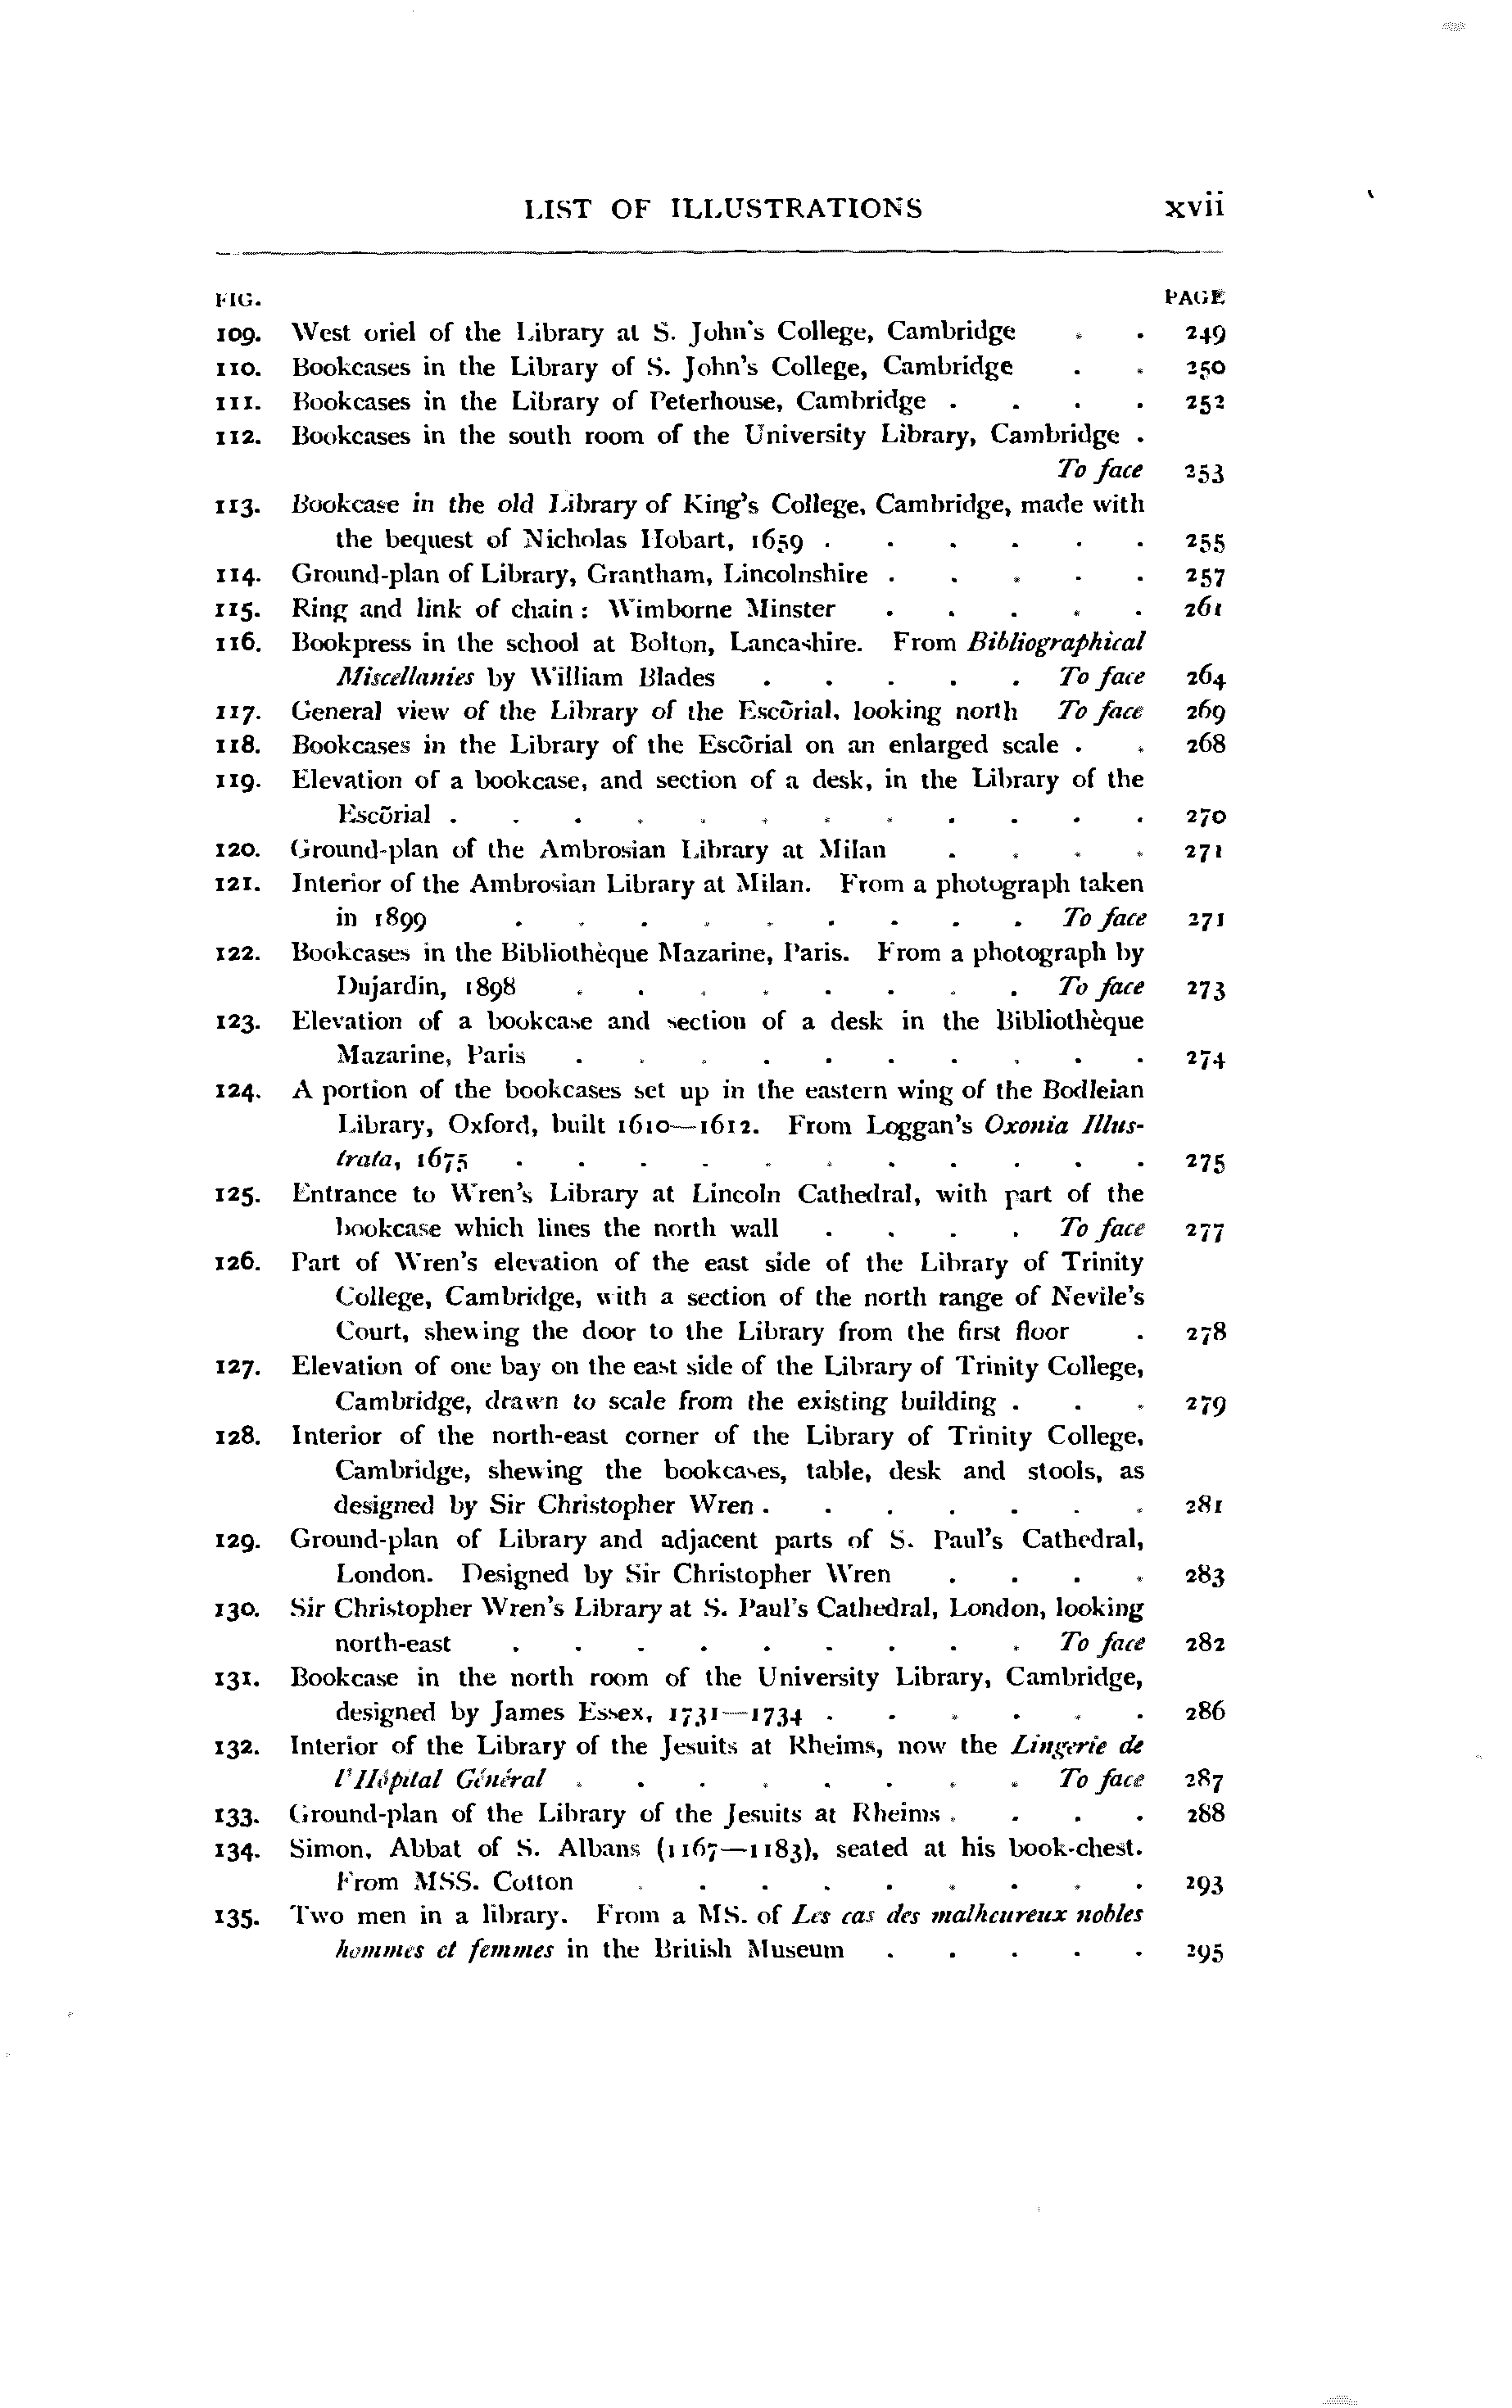 LIST OF ILLUSTRATIONS xvii
FIG. PAGE
109. West oriel of the Library at S. John's College, Cambridge . . 249
110. Bookcases in the Library of S. John's College, Cambridge . . 250
111. Bookcases in the Library of Peterhouse, Cambridge . . . . 252
112. Bookcases in the south room of the University Library, Cambridge .
To face 253
113. Bookcase in the old Library of King's College, Cambridge, made with
the bequest of Nicholas Hobart, 1659 . . . . . . 255
114. Ground-plan of Library, Grantham, Lincolnshire . . . . . 257
115. Ring and link of chain: Wimborne Minster . . . . . 261
116. Bookpress in the school at Bolton, Lancashire. From Bibliographical
Miscellanies by William Blades . . . . . To face 264
117. General view of the Library of the Escōrial, looking north To face 269
118. Bookcases in the Library of the Escōrial on an enlarged scale . . 268
119. Elevation of a bookcase, and section of a desk, in the Library of the
Escōrial . . . . . . . . . . . . 270
120. Ground-plan of the Ambrosian Library at Milan . . . . 271
121. Interior of the Ambrosian Library at Milan. From a photograph taken
in 1899 . . . . . . . . . To face 271
122. Bookcases in the Bibliothèque Mazarine, Paris. From a photograph by
Dujardin, 1898 . . . . . . . . To face 273
123. Elevation of a bookcase and section of a desk in the Bibliothèque
Mazarine, Paris . . . . . . . . . . 274
124. A portion of the bookcases set up in the eastern wing of the Bodleian
Library, Oxford, built 1610—1612. From Loggan's Oxonia Illus-
trata, 1675 . . . . . . . . . . . 275
125. Entrance to Wren's Library at Lincoln Cathedral, with part of the
bookcase which lines the north wall . . . . To face 277
126. Part of Wren's elevation of the east side of the Library of Trinity
College, Cambridge, with a section of the north range of Nevile's
Court, shewing the door to the Library from the first floor . 278
127. Elevation of one bay on the east side of the Library of Trinity College,
Cambridge, drawn to scale from the existing building . . . 279
128. Interior of the north-east corner of the Library of Trinity College,
Cambridge, shewing the bookcases, table, desk and stools, as
designed by Sir Christopher Wren . . . . . . . 281
129. Ground-plan of Library and adjacent parts of S. Paul's Cathedral,
London. Designed by Sir Christopher Wren . . . . 283
130. Sir Christopher Wren's Library at S. Paul's Cathedral, London, looking
north-east . . . . . . . . . To face 282
131. Bookcase in the north room of the University Library, Cambridge,
designed by James Essex, 1731—1734 . . . . . . 286
132. Interior of the Library of the Jesuits at Rheims, now the Lingerie de
l'Hôpital Général . . . . . . . . To face 287
133. Ground-plan of the Library of the Jesuits at Rheims . . . . 288
134. Simon, Abbat of S. Albans (1167—1183), seated at his book-chest.
From MSS. Cotton . . . . . . . . . 293
135. Two men in a library. From a MS. of Les cas des malheureux nobles
hommes et femmes in the British Museum . . . . . 295